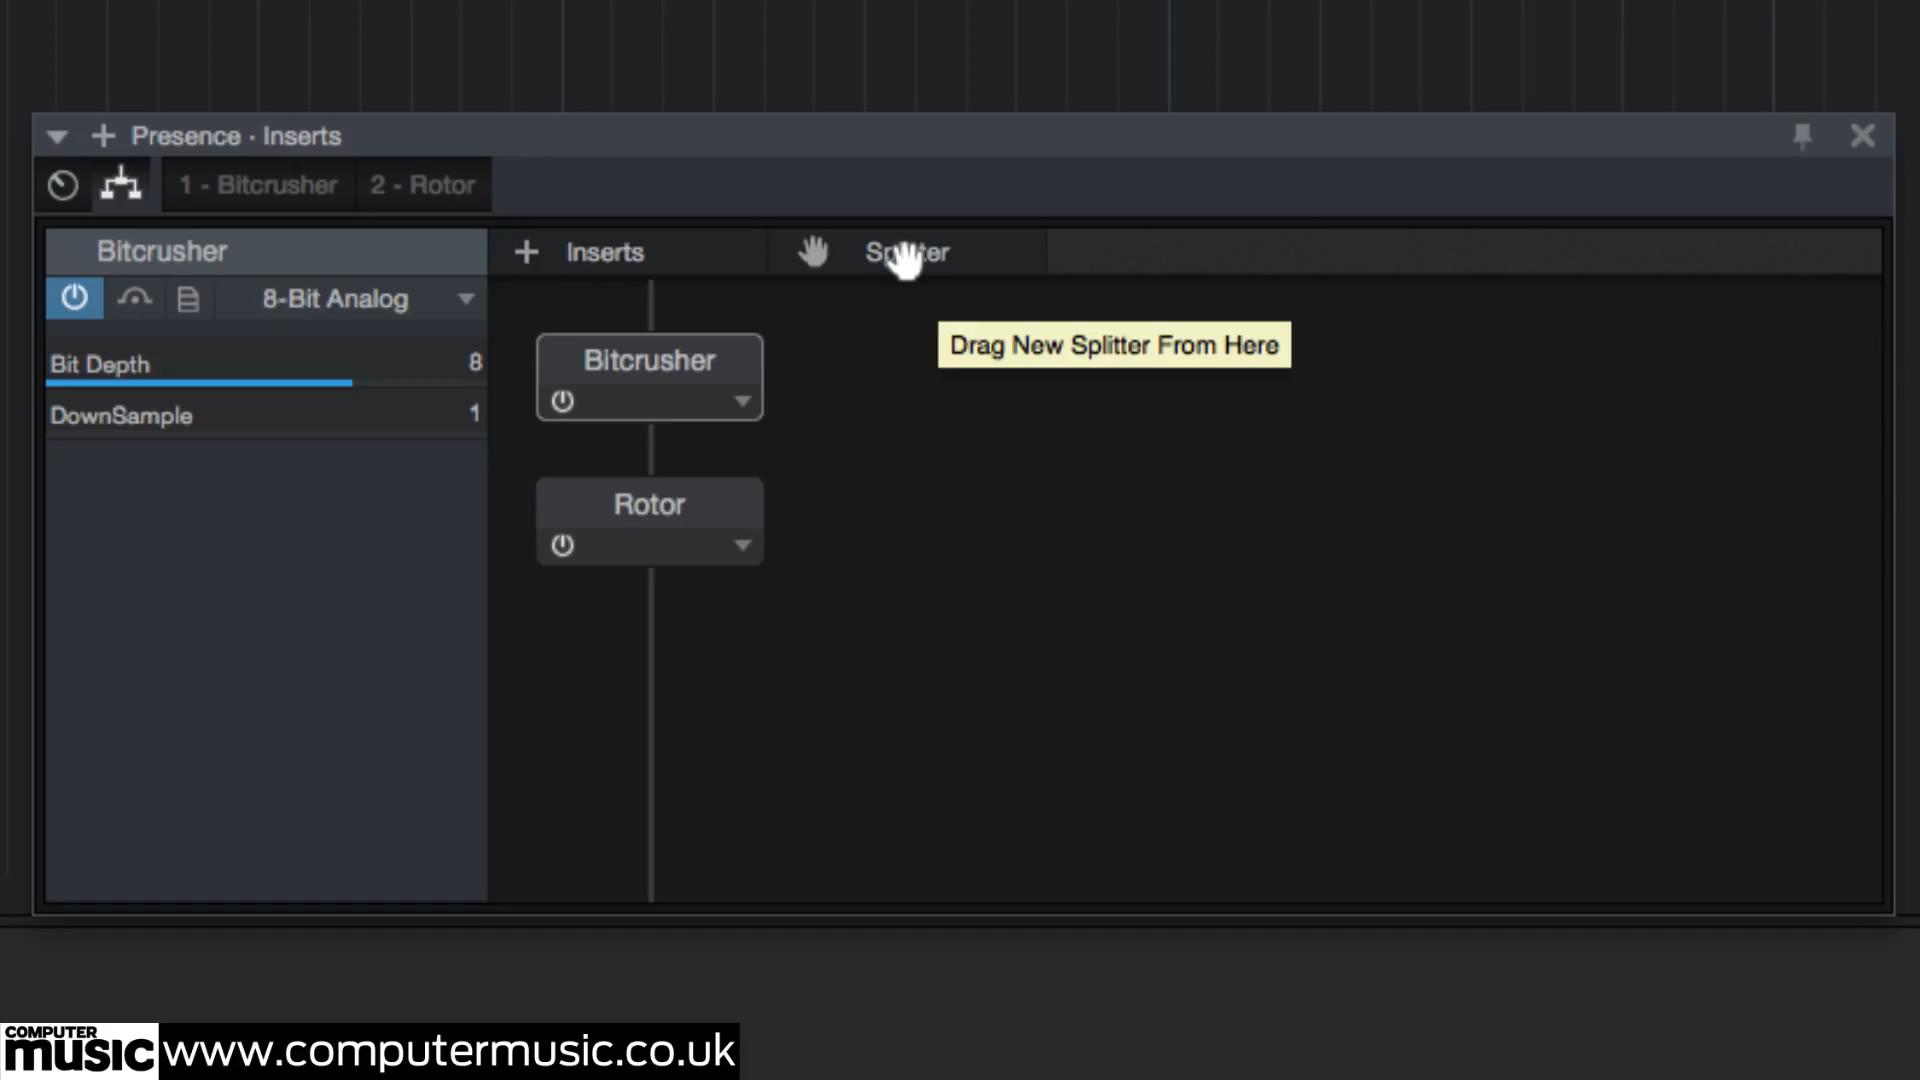 Presence · Inserts
1 - Bitcrusher 2 - Rotor
Bitcrusher
Inserts
Splitter
8-Bit Analog
Bit Depth 8
DownSample 1
Bitcrusher
Drag New Splitter From Here
Rotor
COMPUTER
music
www.computermusic.co.uk